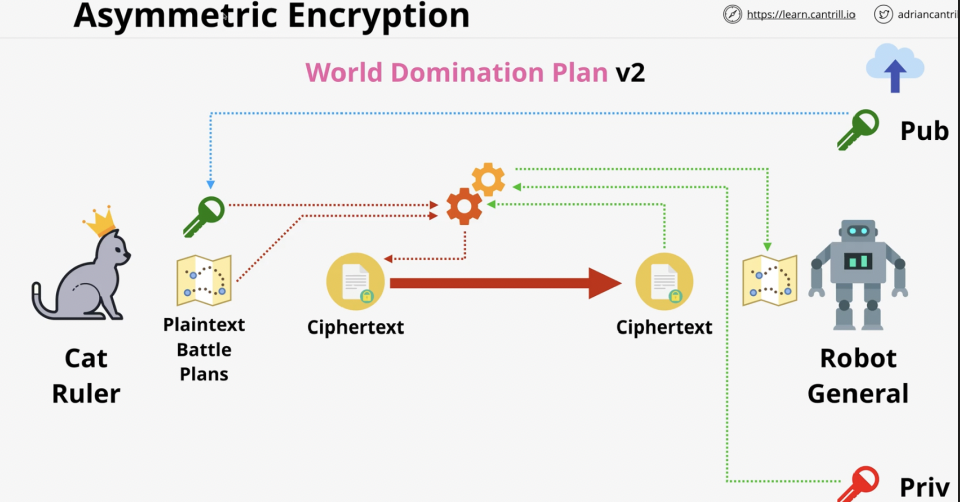 Asymmetric Encryption
https://learn.cantrill.io
adriancantril
World Domination Plan v2
Pub
Plaintext
Battle
Plans
Ciphertext
Ciphertext
Cat
Ruler
Robot
General
Priv